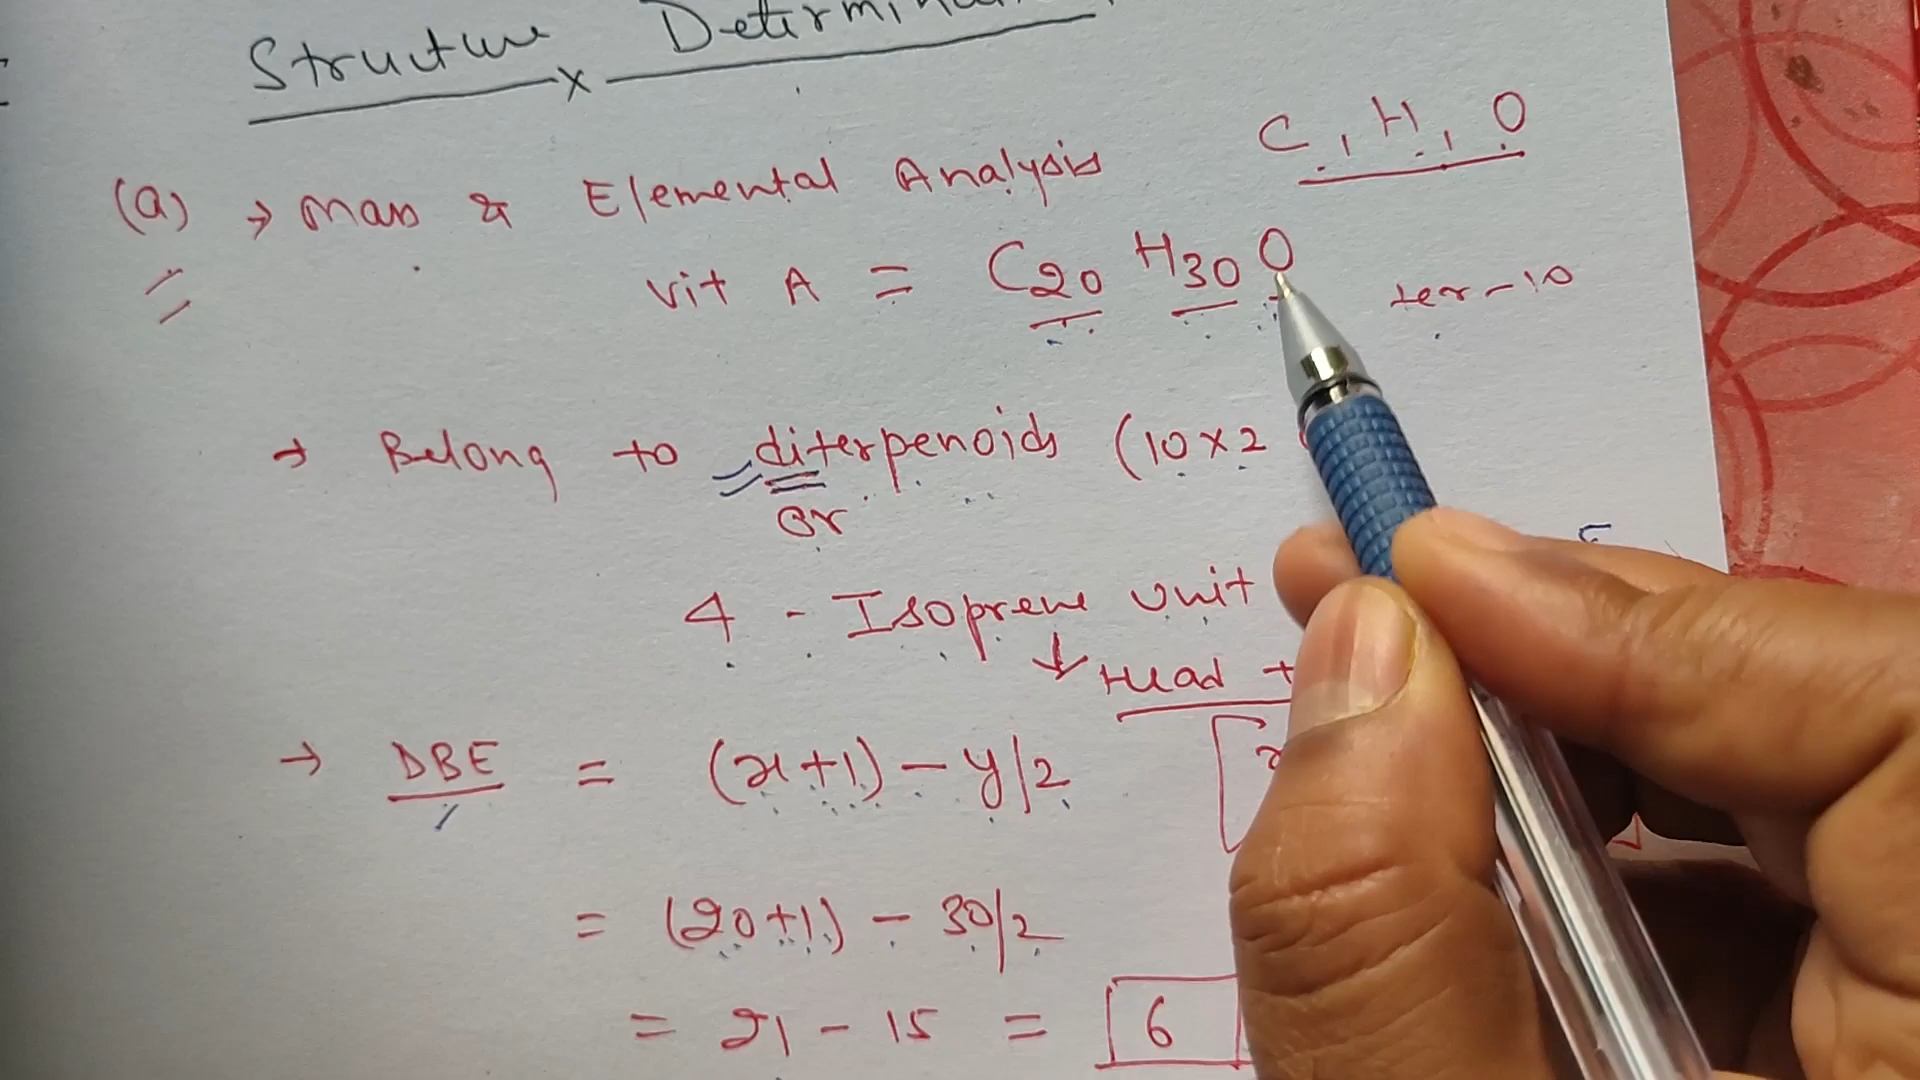 Structure
(a) → Mass & Elemental Analysis C, H, O
Vit A = C20 H30 O ter-10
→ Belong to diterpenoids (10 x 2
or
4 - Isoprene Unit
↓ Head
→ DBE = (x+1) - y/2
= (20+1) - 30/2
= 21 - 15 = 6